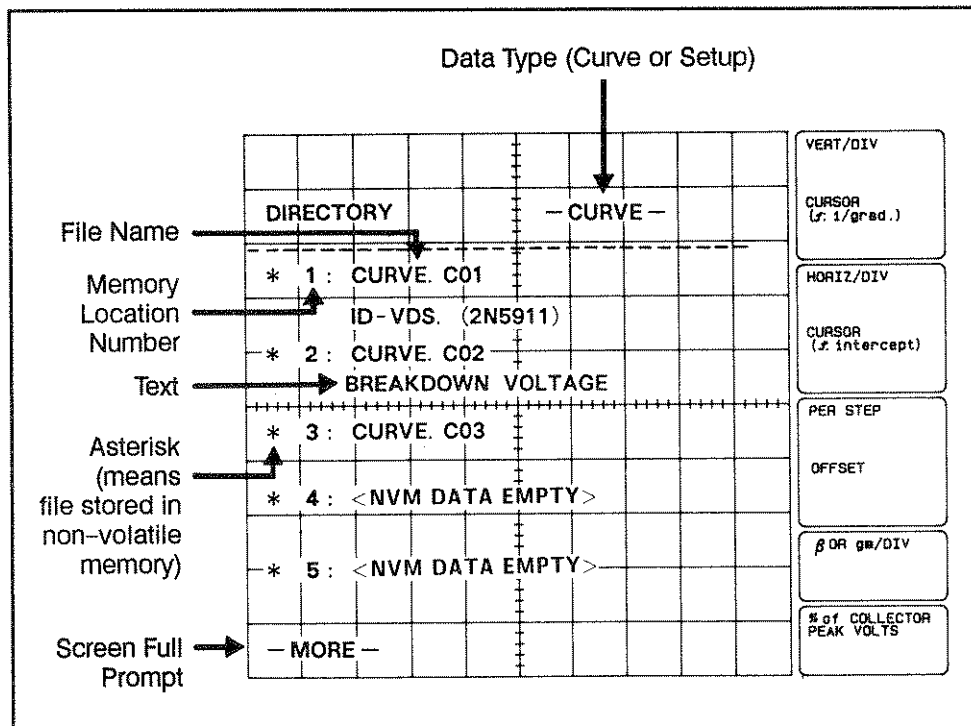 Data Type (Curve or Setup)
DIRECTORY
-CURVE-
File Name
* 1: CURVE. C01
Memory
Location
Number
ID-VDS. (2N5911)
* 2: CURVE. C02
Text
BREAKDOWN VOLTAGE
* 3: CURVE. C03
Asterisk
(means
file stored in
non-volatile
memory)
* 4: <NVM DATA EMPTY>
* 5: <NVM DATA EMPTY>
Screen Full
Prompt
-MORE-
VERT/DIV
CURSOR
(f: 1/grad.)
HORIZ/DIV
CURSOR
(f: intercept)
PER STEP
OFFSET
β OR gm/DIV
% of COLLECTOR
PEAK VOLTS